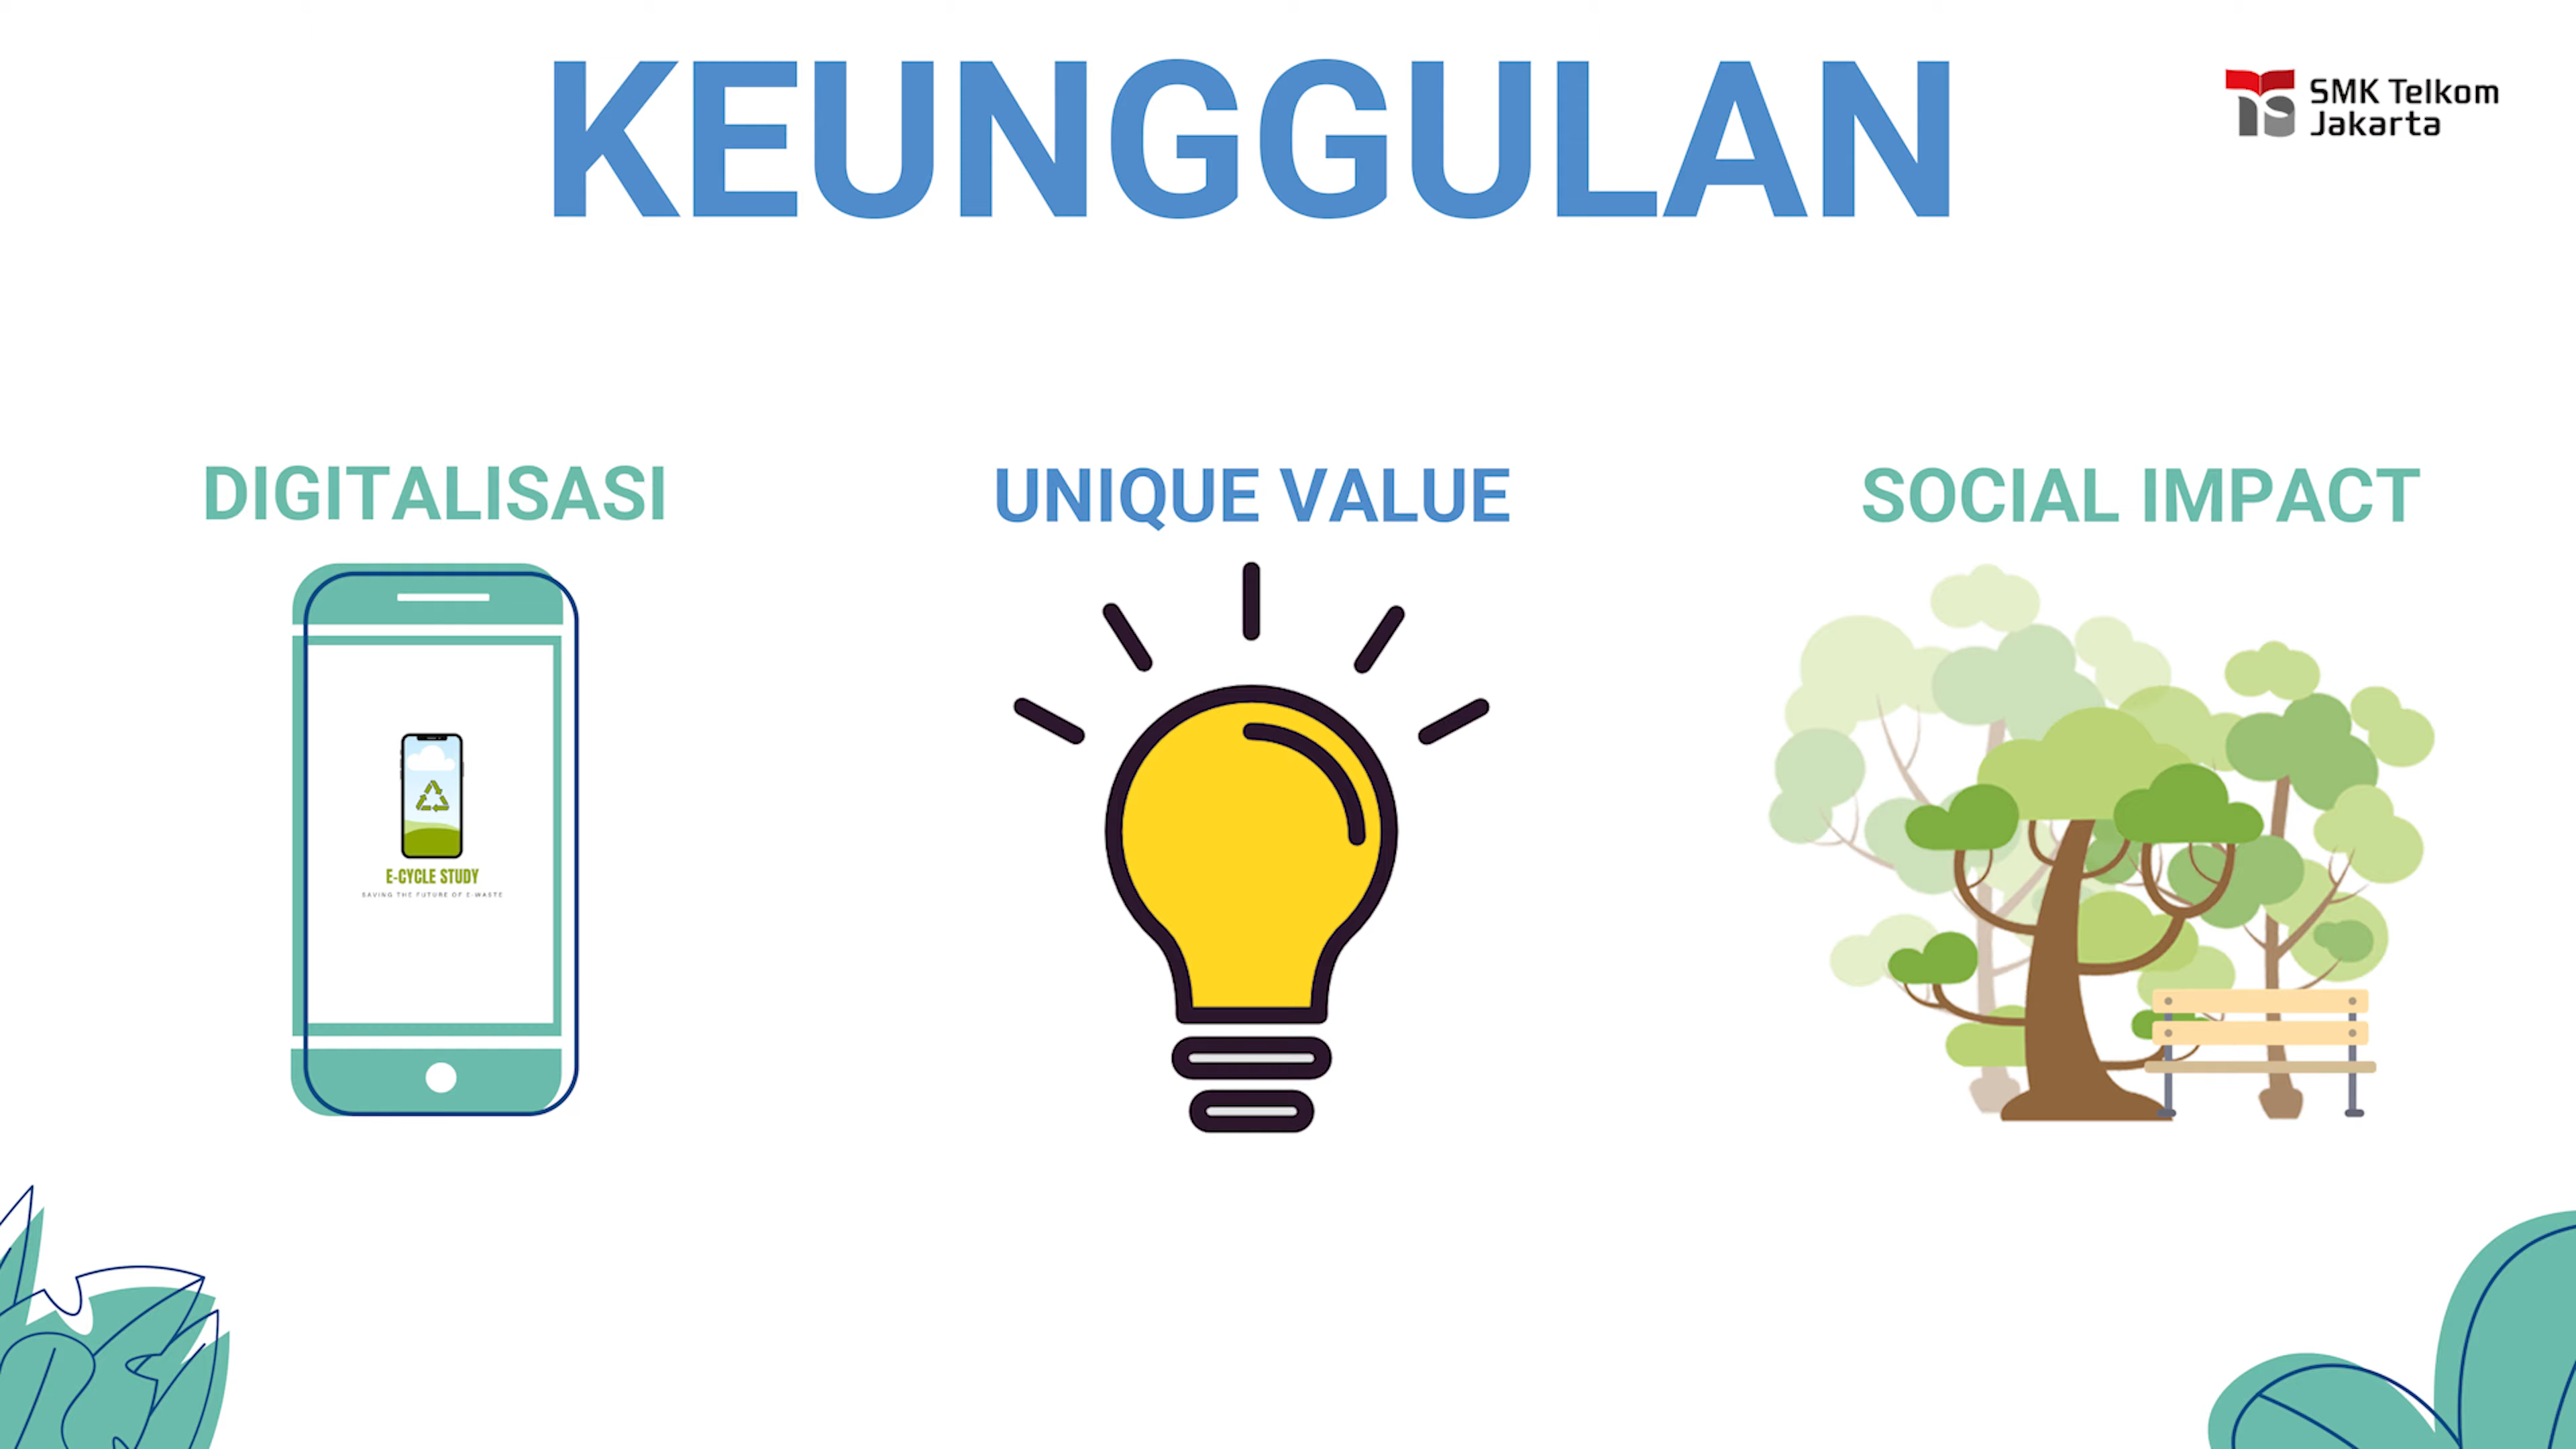 KEUNGGULAN
SMK Telkom
Jakarta
DIGITALISASI
UNIQUE VALUE
SOCIAL IMPACT
E-CYCLE STUDY
SAVING THE FUTURE OF E-WASTE